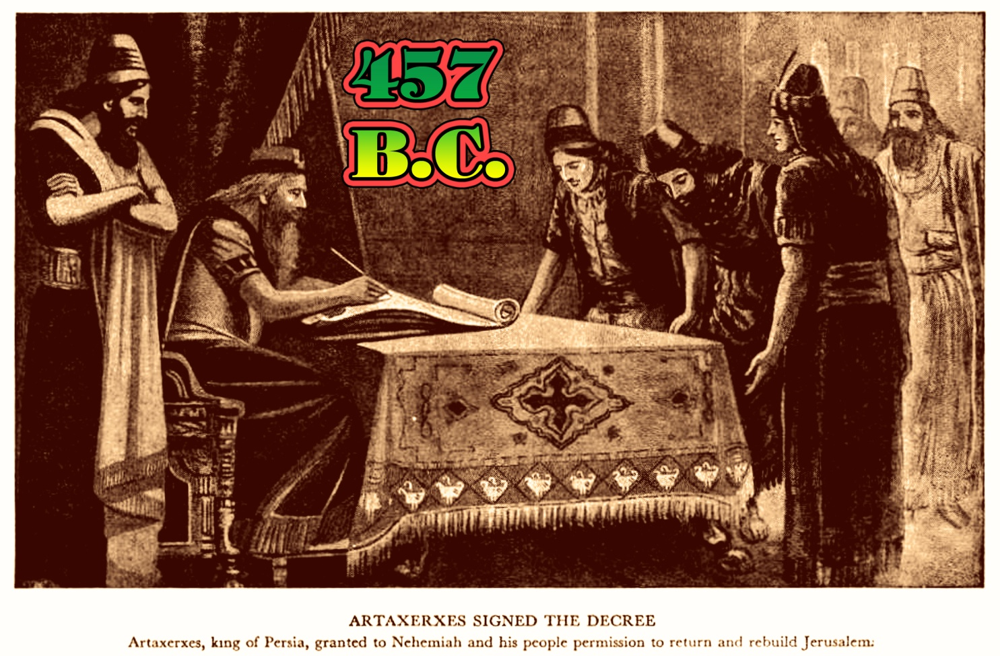 457
B.C.
ARTAXERXES SIGNED THE DECREE
Artaxerxes, king of Persia, granted to Nehemiah and his people permission to return and rebuild Jerusalem.